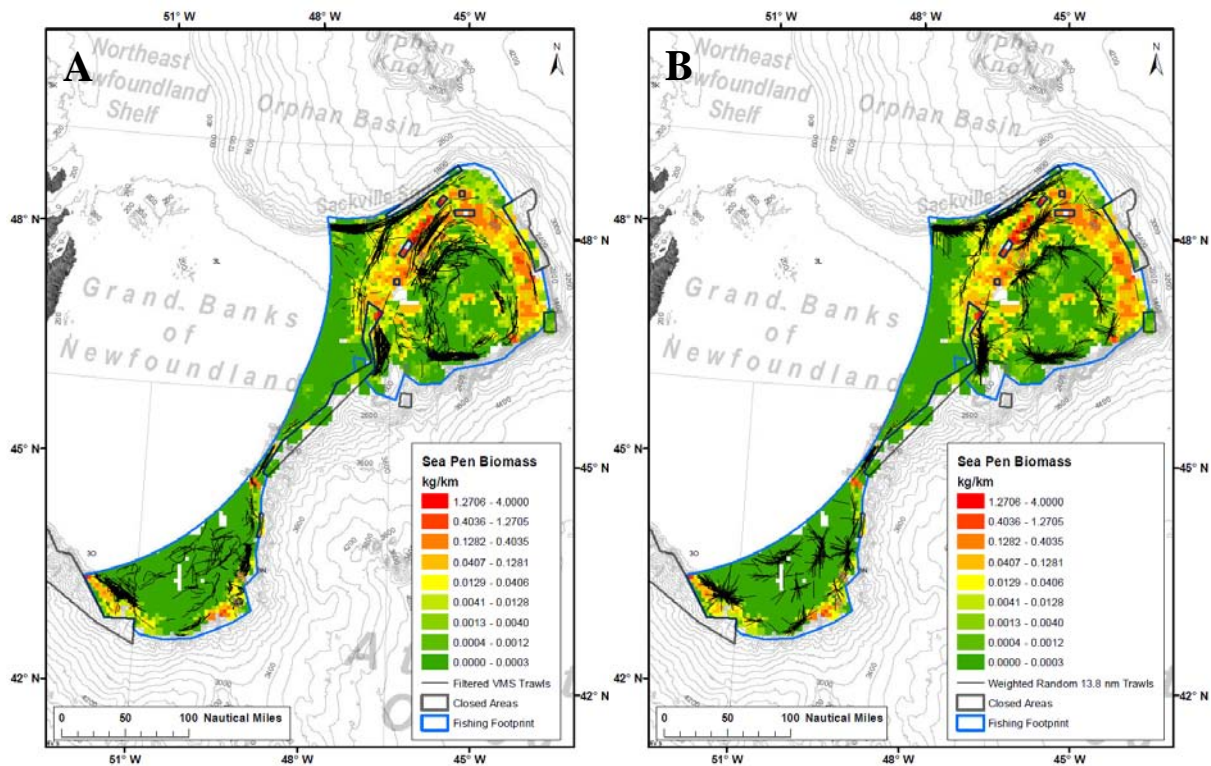 51° W 48° W 45° W
A
N
Northeast
Newfoundland
Shelf
Orphan
Knoll
Orphan Basin
48° N
48° N
3L
Grand Banks
of
Newfoundland
45° N
45° N
3O
42° N
42° N
Sea Pen Biomass
kg/km
1.2706 - 4.0000
0.4036 - 1.2705
0.1282 - 0.4035
0.0407 - 0.1281
0.0129 - 0.0406
0.0041 - 0.0128
0.0013 - 0.0040
0.0004 - 0.0012
0.0000 - 0.0003
Filtered VMS Trawls
Closed Areas
Fishing Footprint
0 50 100 Nautical Miles
51° W 48° W 45° W
51° W 48° W 45° W
B
N
Northeast
Newfoundland
Shelf
Orphan
Knoll
Orphan Basin
48° N
48° N
3L
Grand Banks
of
Newfoundland
45° N
45° N
3O
42° N
42° N
Sea Pen Biomass
kg/km
1.2706 - 4.0000
0.4036 - 1.2705
0.1282 - 0.4035
0.0407 - 0.1281
0.0129 - 0.0406
0.0041 - 0.0128
0.0013 - 0.0040
0.0004 - 0.0012
0.0000 - 0.0003
Weighted Random 13.8 nm Trawls
Closed Areas
Fishing Footprint
0 50 100 Nautical Miles
51° W 48° W 45° W